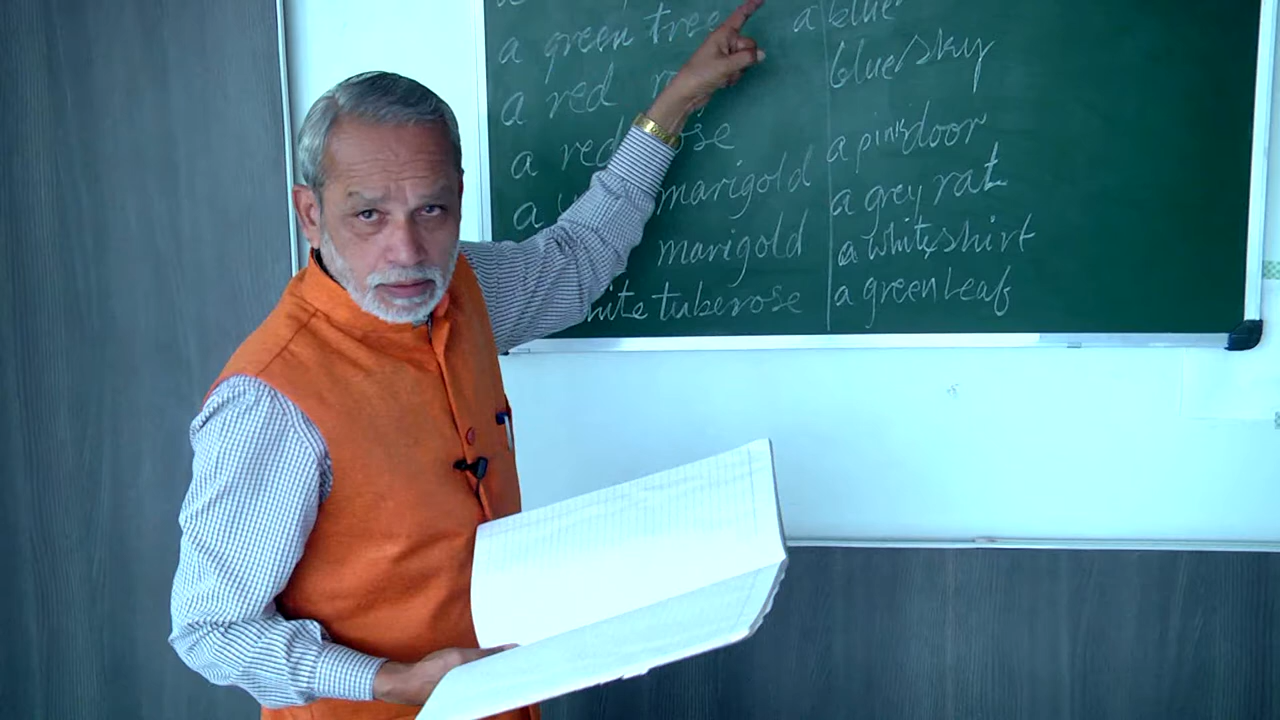 a green tree
a red
a red ose
a marigold
marigold
hite tuberose
a blue
blue sky
a pink door
a grey rat
a white shirt
a green leaf